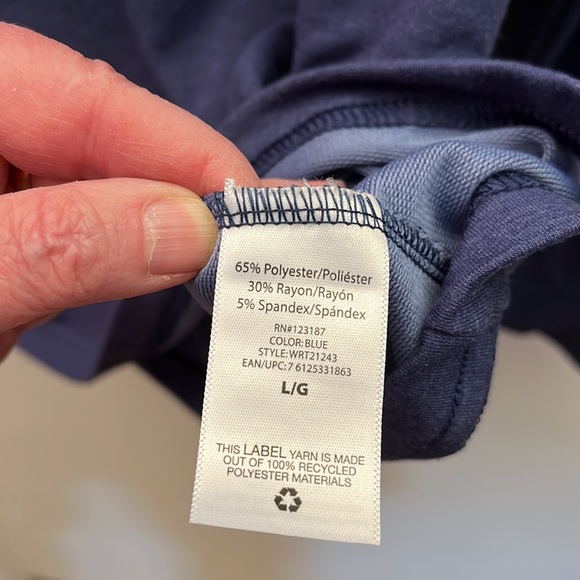 65% Polyester/Poliéster
30% Rayon/Rayón
5% Spandex/Spándex
RN#123187
COLOR:BLUE
STYLE:WRT21243
EAN/UPC:7 6125331863
L/G
THIS LABEL YARN IS MADE
OUT OF 100% RECYCLED
POLYESTER MATERIALS